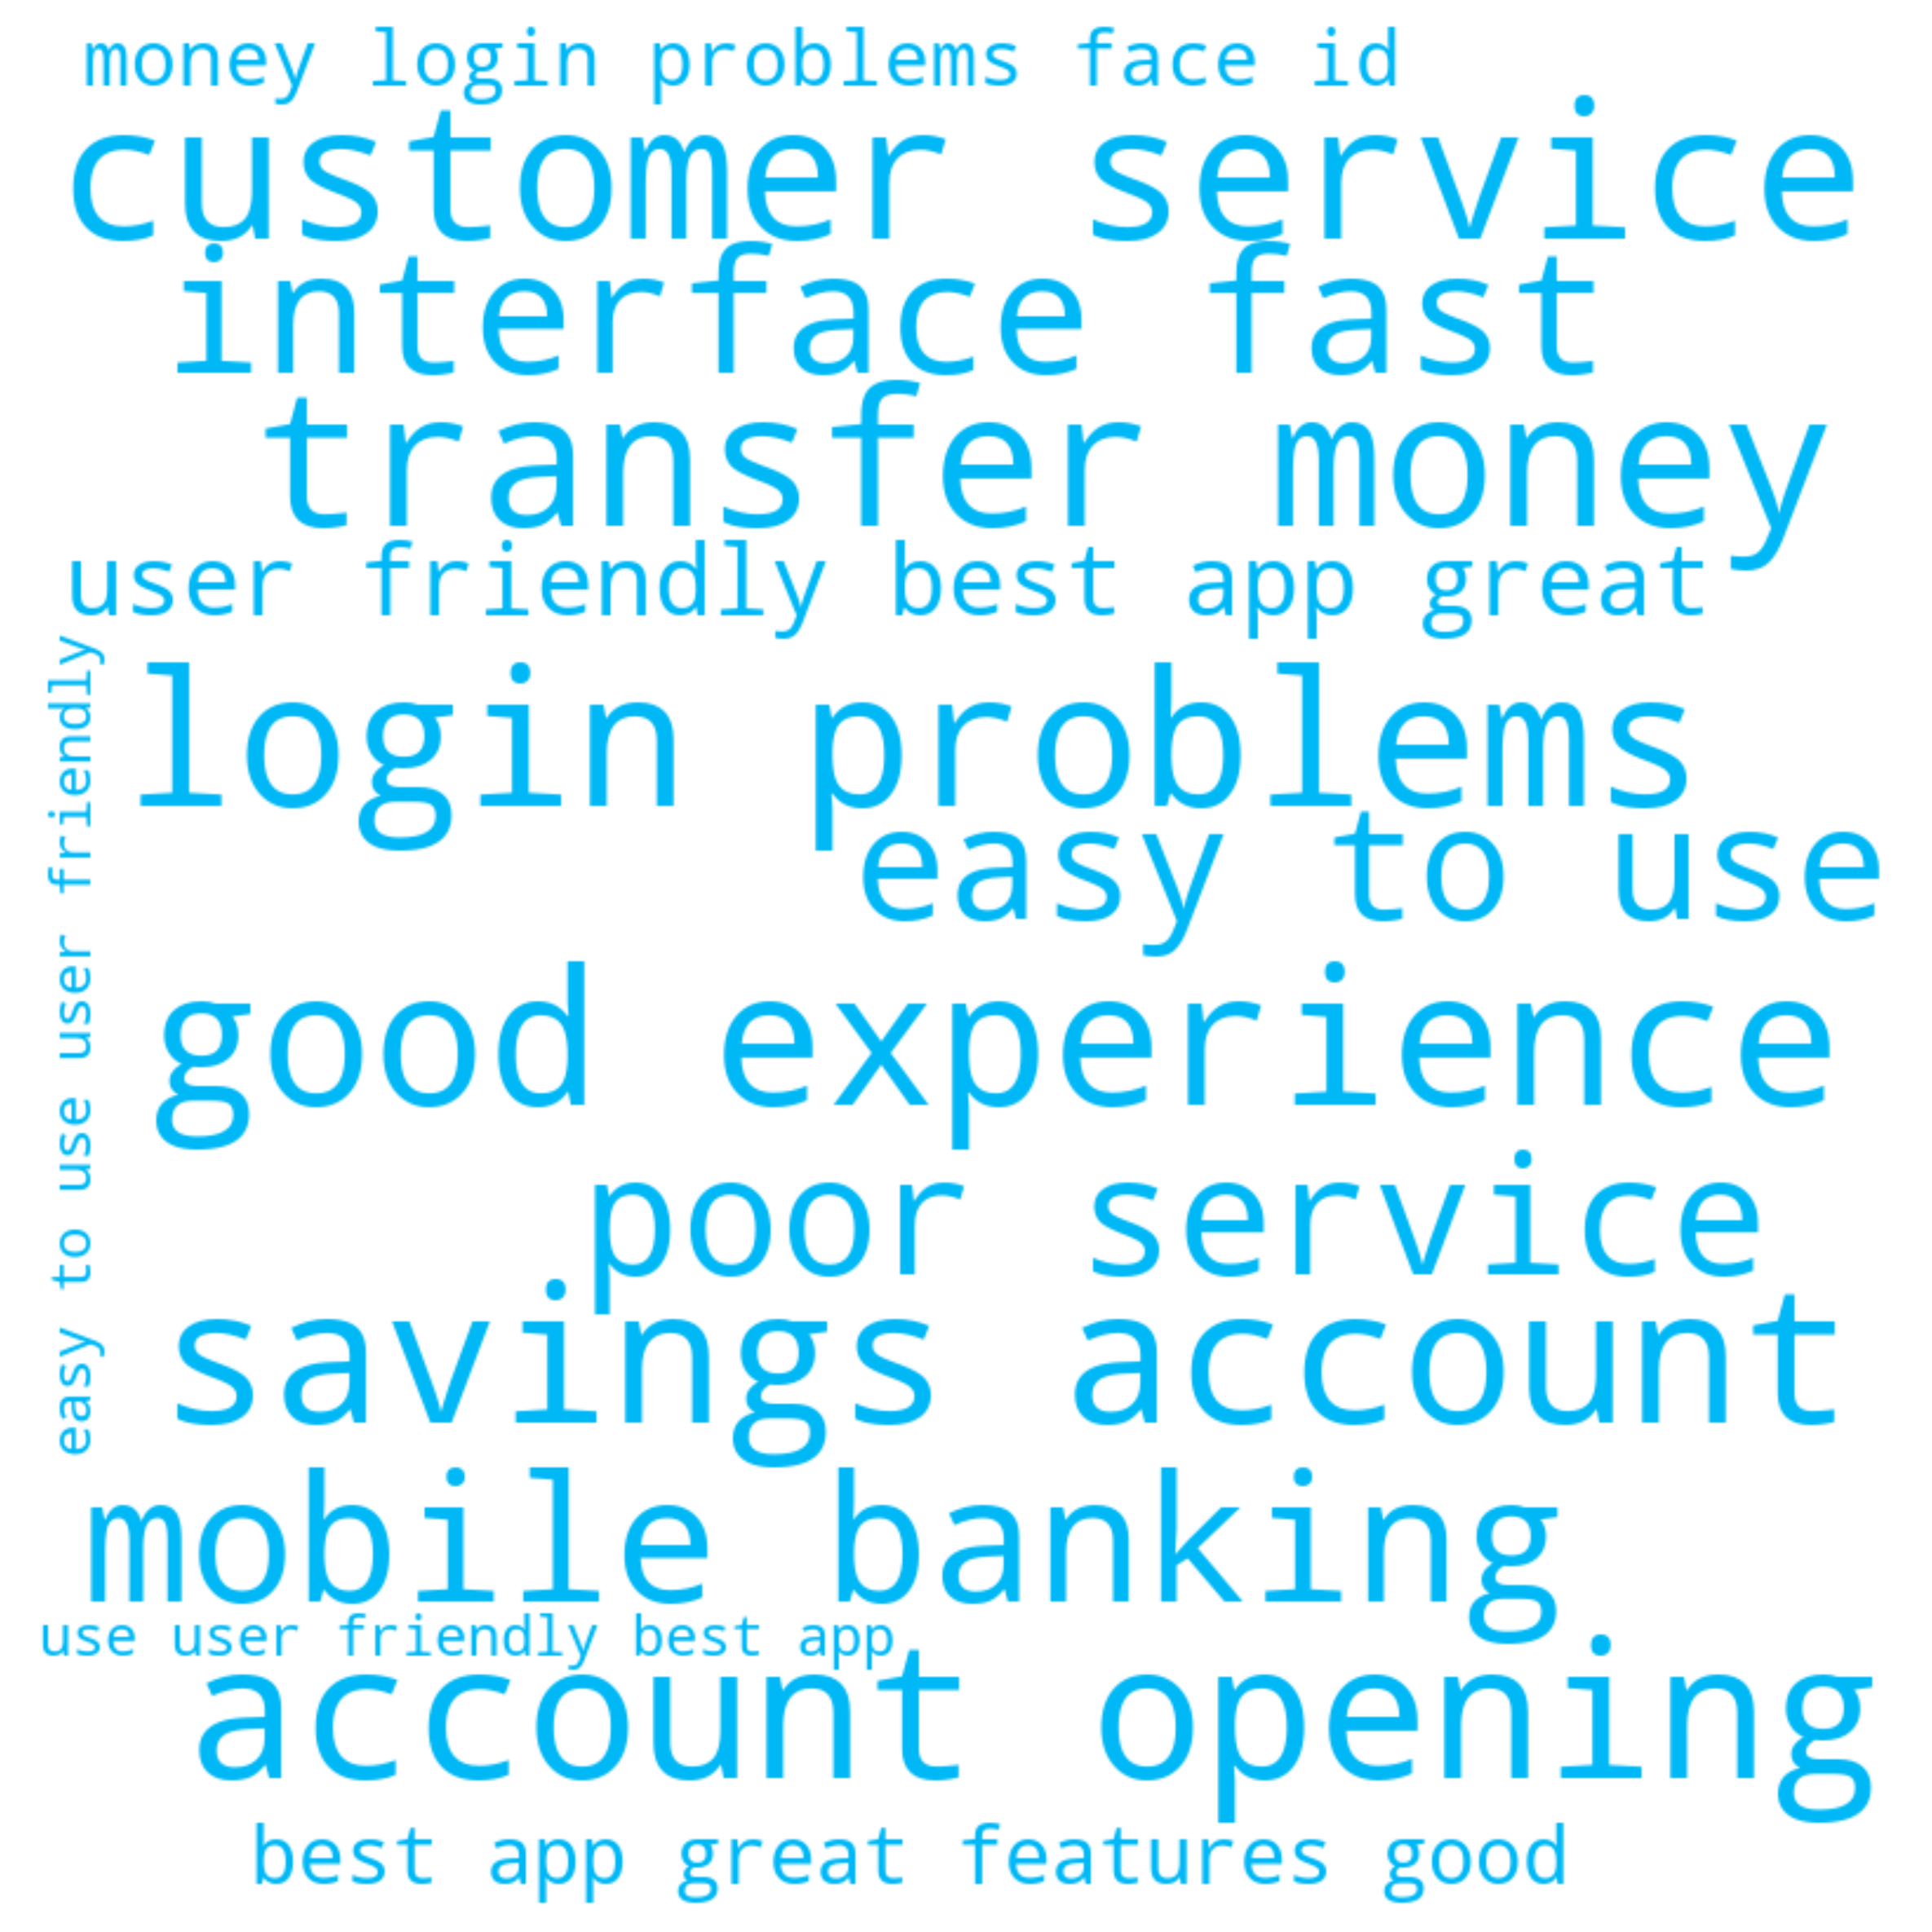 money login problems face id
customer service
interface fast
transfer money
user friendly best app great
easy to use user friendly
login problems
easy to use
good experience
poor service
savings account
mobile banking
use user friendly best app
account opening
best app great features good